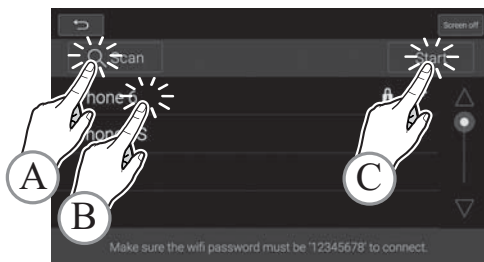 Screen off
Scan
Start
A
B
C
Make sure the wifi password must be '12345678' to connect.